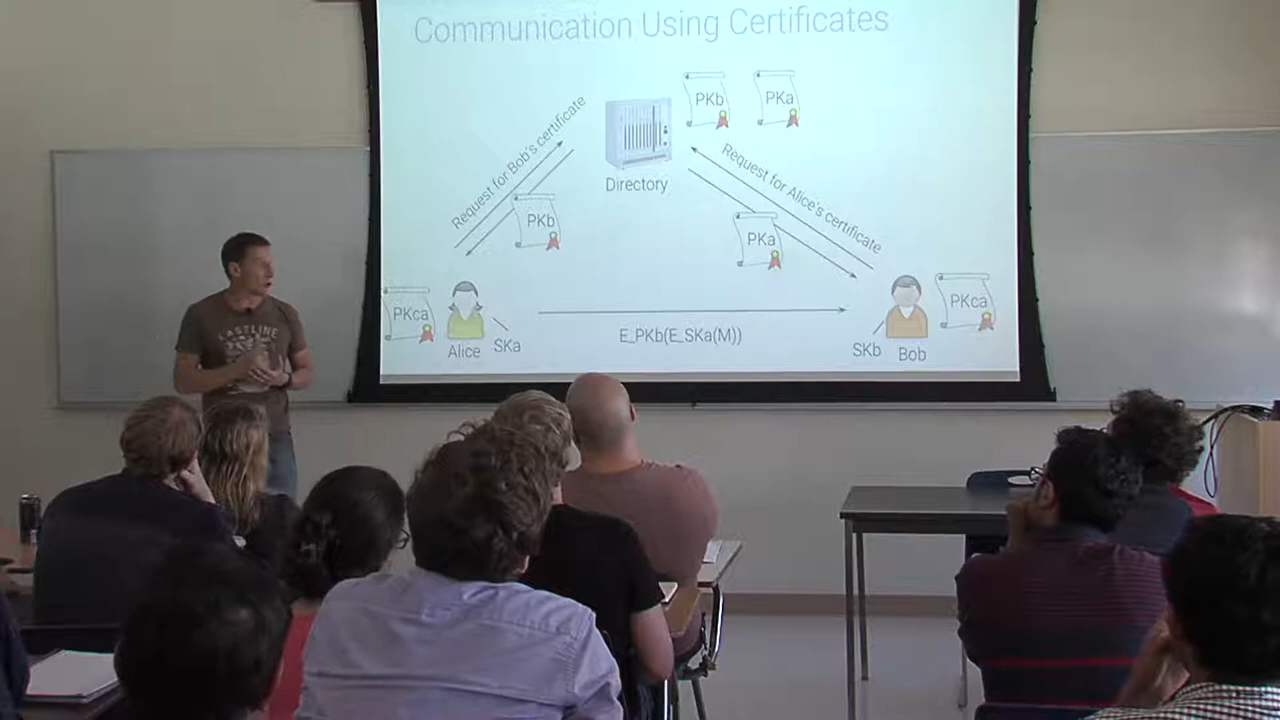 Communication Using Certificates
PKb
PKa
Request for Bob's certificate
Request for Alice's certificate
Directory
PKb
PKa
PKca
PKca
E_PKb(E_SKa(M))
Alice
SKa
SKb
Bob
LASTLINE